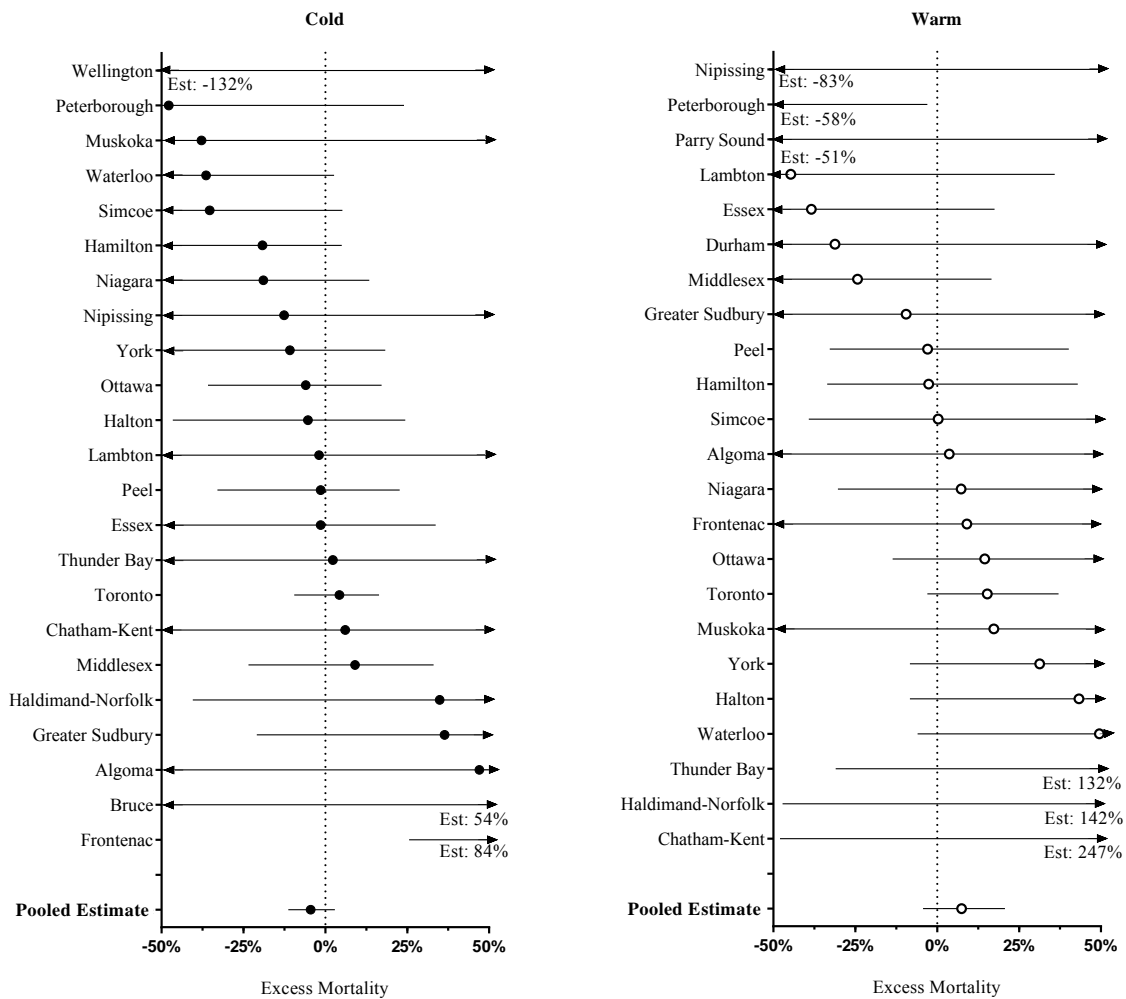 Cold
Wellington
Est: -132%
Peterborough
Muskoka
Waterloo
Simcoe
Hamilton
Niagara
Nipissing
York
Ottawa
Halton
Lambton
Peel
Essex
Thunder Bay
Toronto
Chatham-Kent
Middlesex
Haldimand-Norfolk
Greater Sudbury
Algoma
Bruce
Est: 54%
Frontenac
Est: 84%
Pooled Estimate
-50% -25% 0% 25% 50%
Excess Mortality
Warm
Nipissing
Est: -83%
Peterborough
Est: -58%
Parry Sound
Est: -51%
Lambton
Essex
Durham
Middlesex
Greater Sudbury
Peel
Hamilton
Simcoe
Algoma
Niagara
Frontenac
Ottawa
Toronto
Muskoka
York
Halton
Waterloo
Thunder Bay
Est: 132%
Haldimand-Norfolk
Est: 142%
Chatham-Kent
Est: 247%
Pooled Estimate
-50% -25% 0% 25% 50%
Excess Mortality